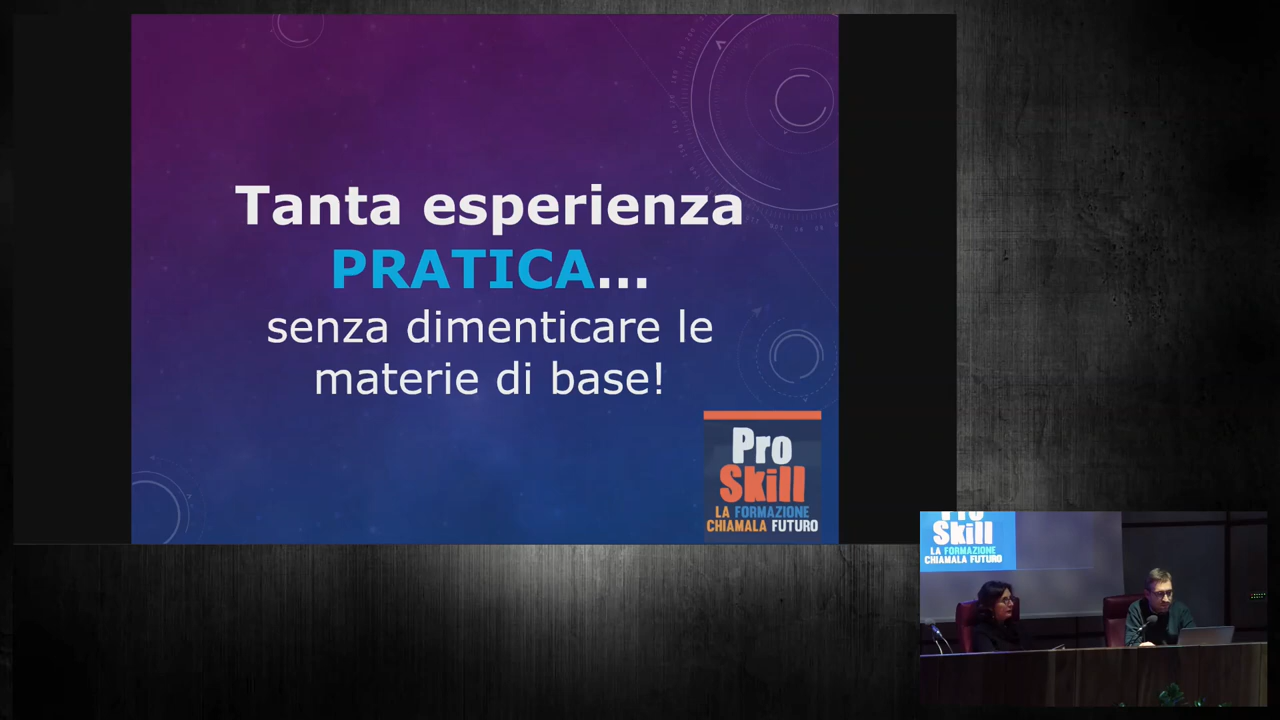 Tanta esperienza
PRATICA...
senza dimenticare le
materie di base!
Pro
Skill
LA FORMAZIONE
CHIAMALA FUTURO
Pro
Skill
LA FORMAZIONE
CHIAMALA FUTURO